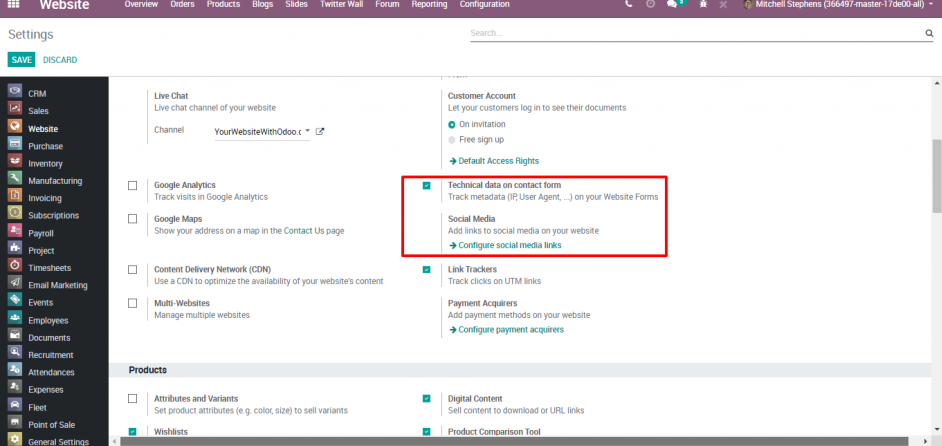 Website
Overview Orders Products Blogs Slides Twitter Wall Forum Reporting Configuration
Mitchell Stephens (366497-master-17de00-all)
Settings
Search...
SAVE DISCARD
CRM
Sales
Website
Purchase
Inventory
Manufacturing
Invoicing
Subscriptions
Payroll
Project
Timesheets
Email Marketing
Events
Employees
Documents
Recruitment
Attendances
Expenses
Fleet
Point of Sale
General Settings
Live Chat
Live chat channel of your website
Channel YourWebsiteWithOdoo.c
Customer Account
Let your customers log in to see their documents
On invitation
Free sign up
Default Access Rights
Google Analytics
Track visits in Google Analytics
Technical data on contact form
Track metadata (IP, User Agent, ...) on your Website Forms
Google Maps
Show your address on a map in the Contact Us page
Social Media
Add links to social media on your website
Configure social media links
Content Delivery Network (CDN)
Use a CDN to optimize the availability of your website's content
Link Trackers
Track clicks on UTM links
Multi-Websites
Manage multiple websites
Payment Acquirers
Add payment methods on your website
Configure payment acquirers
Products
Attributes and Variants
Set product attributes (e.g. color, size) to sell variants
Digital Content
Sell content to download or URL links
Wishlists
Product Comparison Tool